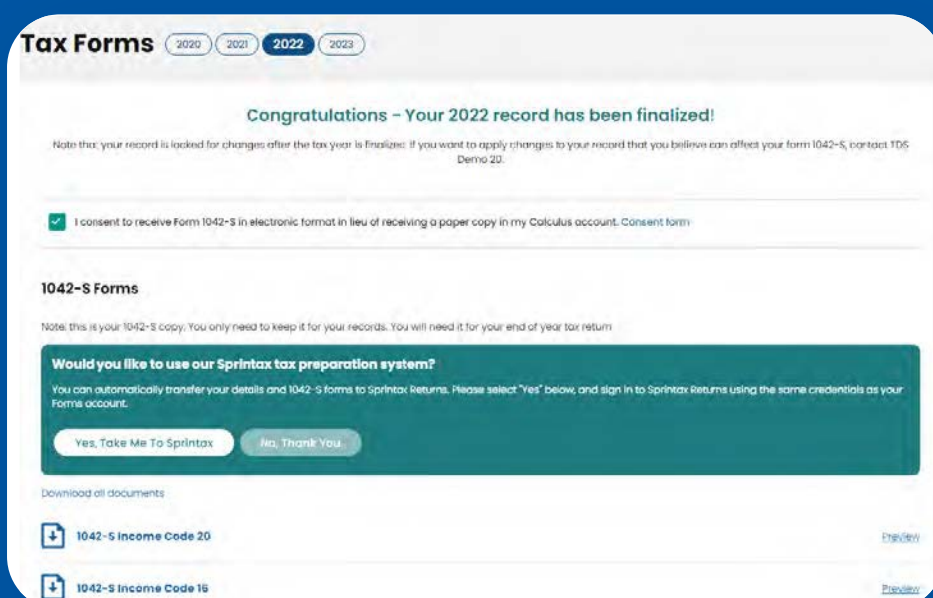 Tax Forms 2020 2021 2022 2023
Congratulations - Your 2022 record has been finalized!
Note that your record is locked for changes after the tax year is finalized. If you want to apply changes to your record that you believe can affect your form 1042-S, contact TDS
Demo 20.
I consent to receive Form 1042-S in electronic format in lieu of receiving a paper copy in my Calculus account. Consent form
1042-S Forms
Note: this is your 1042-S copy. You only need to keep it for your records. You will need it for your end of year tax return
Would you like to use our Sprintax tax preparation system?
You can automatically transfer your details and 1042-S forms to Sprintax Returns. Please select "Yes" below, and sign in to Sprintax Returns using the same credentials as your
Forms account.
Yes, Take Me To Sprintax No, Thank You
Download all documents
1042-S Income Code 20 Preview
1042-S Income Code 16 Preview